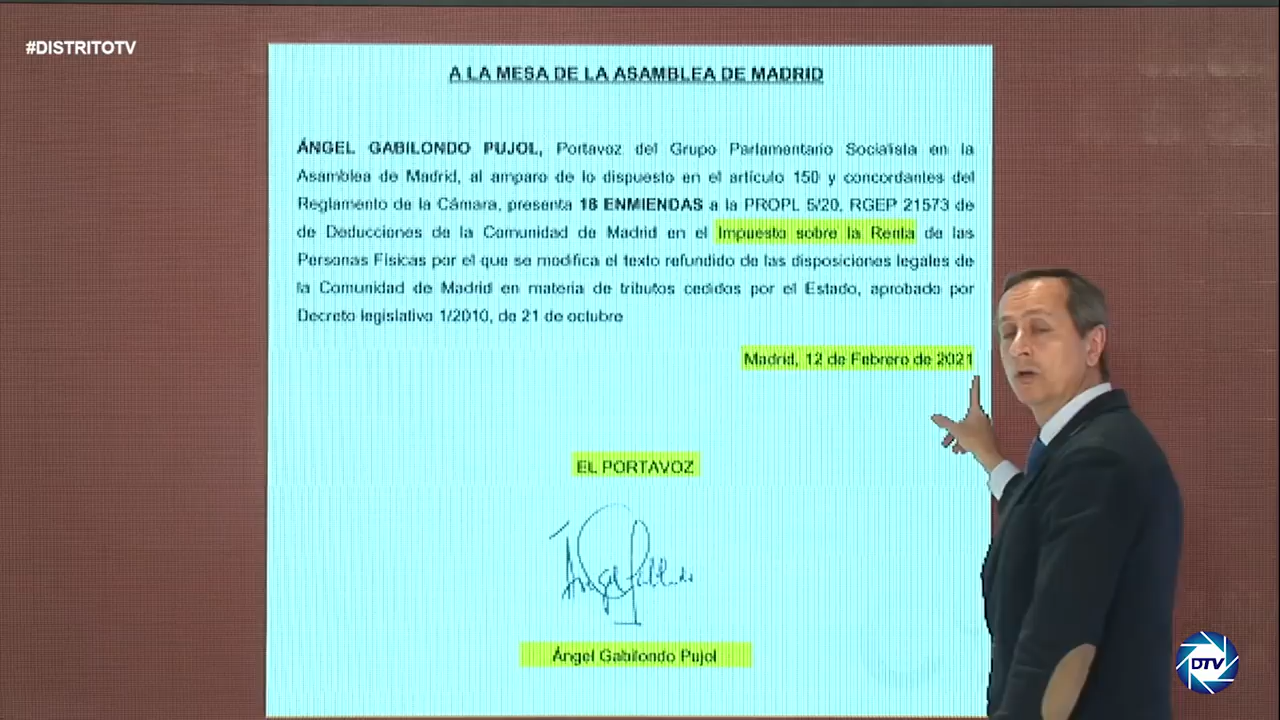 #DISTRITOTV
A LA MESA DE LA ASAMBLEA DE MADRID
ÁNGEL GABILONDO PUJOL, Portavoz del Grupo Parlamentario Socialista en la
Asamblea de Madrid, al amparo de lo dispuesto en el artículo 150 y concordantes del
Reglamento de la Cámara, presenta 18 ENMIENDAS a la PROPL 5/20, RGEP 21573 de
de Deducciones de la Comunidad de Madrid en el Impuesto sobre la Renta de las
Personas Físicas por el que se modifica el texto refundido de las disposiciones legales de
la Comunidad de Madrid en materia de tributos cedidos por el Estado, aprobado por
Decreto legislativo 1/2010, de 21 de octubre
Madrid, 12 de Febrero de 2021
EL PORTAVOZ
Ángel Gabilondo
Ángel Gabilondo Pujol
DTV